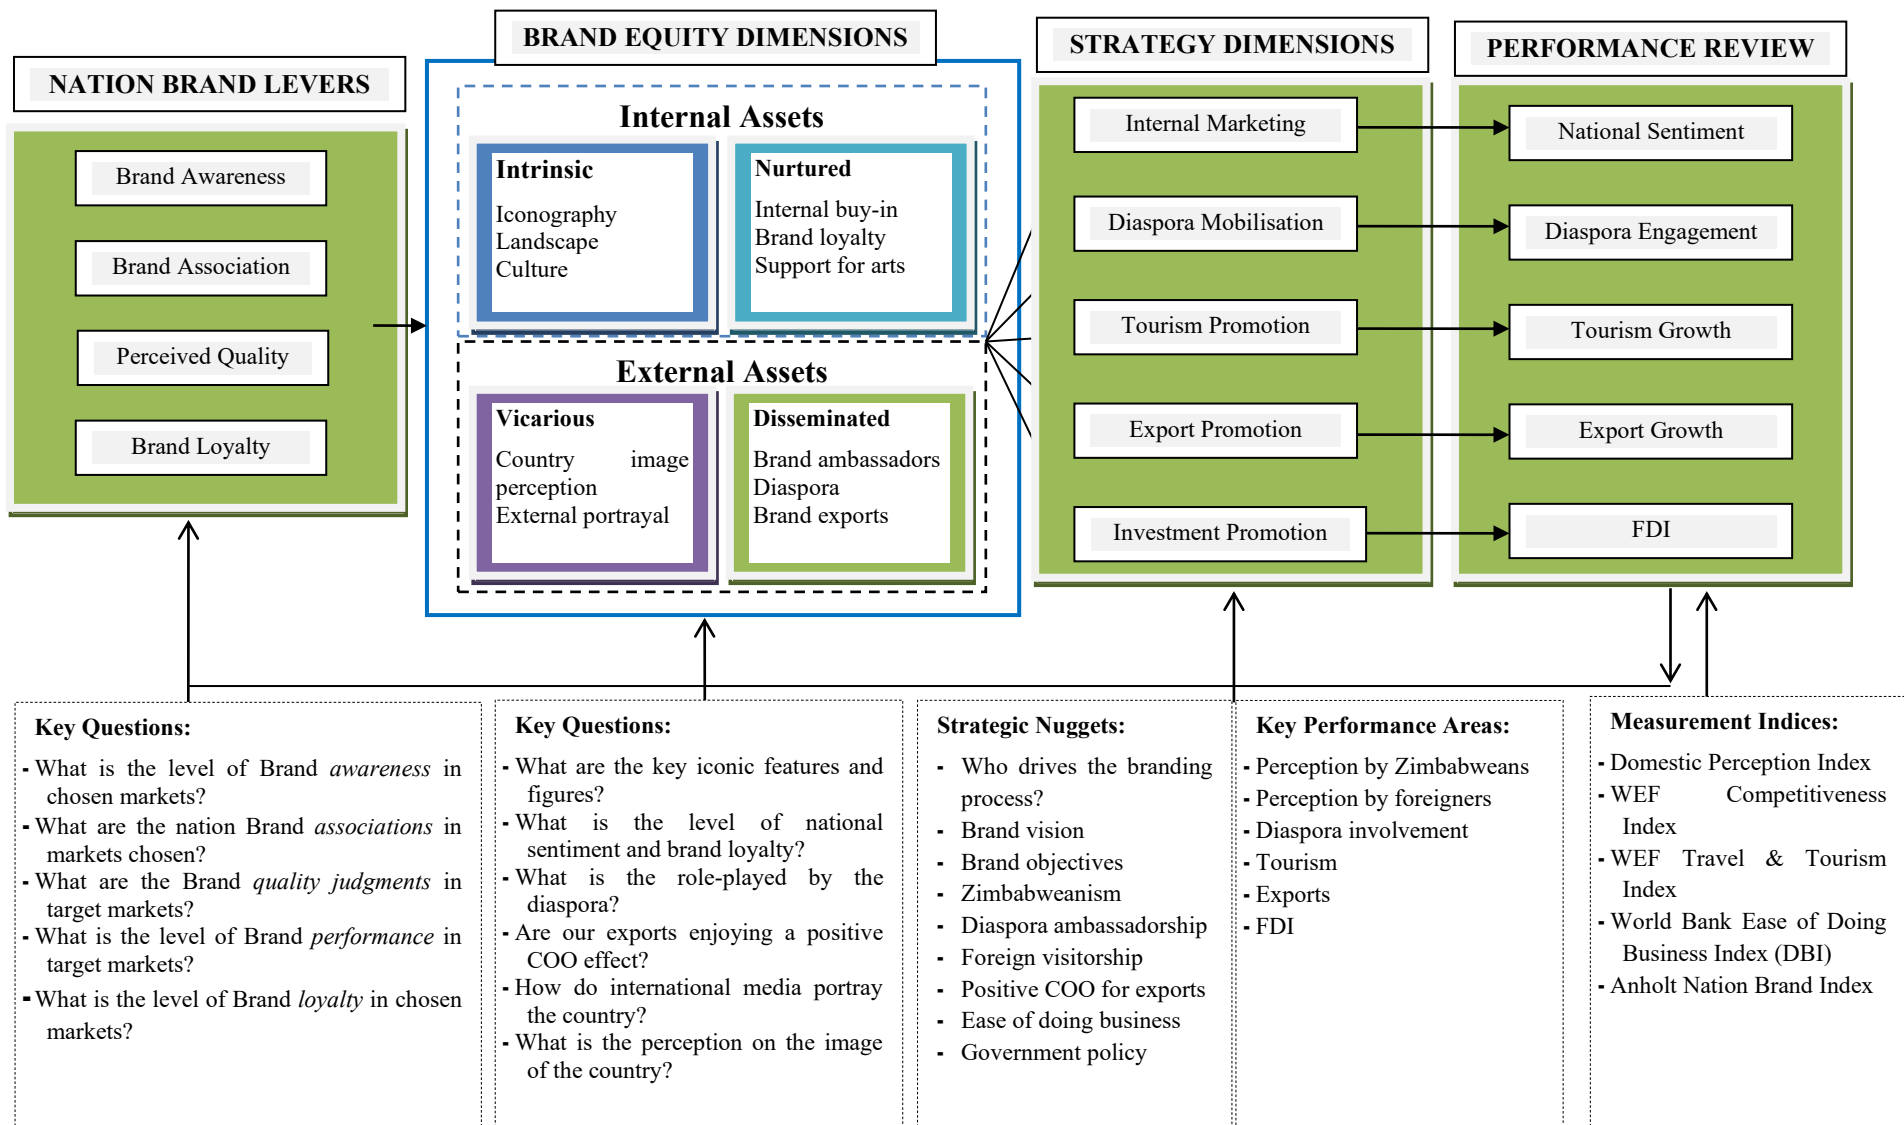 NATION BRAND LEVERS
Brand Awareness
Brand Association
Perceived Quality
Brand Loyalty
BRAND EQUITY DIMENSIONS
Internal Assets
Intrinsic
Iconography
Landscape
Culture
Nurtured
Internal buy-in
Brand loyalty
Support for arts
External Assets
Vicarious
Country image
perception
External portrayal
Disseminated
Brand ambassadors
Diaspora
Brand exports
STRATEGY DIMENSIONS
Internal Marketing
Diaspora Mobilisation
Tourism Promotion
Export Promotion
Investment Promotion
PERFORMANCE REVIEW
National Sentiment
Diaspora Engagement
Tourism Growth
Export Growth
FDI
Key Questions:
- What is the level of Brand awareness in
chosen markets?
- What are the nation Brand associations in
markets chosen?
- What are the Brand quality judgments in
target markets?
- What is the level of Brand performance in
target markets?
- What is the level of Brand loyalty in chosen
markets?
Key Questions:
- What are the key iconic features and
figures?
- What is the level of national
sentiment and brand loyalty?
- What is the role-played by the
diaspora?
- Are our exports enjoying a positive
COO effect?
- How do international media portray
the country?
- What is the perception on the image
of the country?
Strategic Nuggets:
- Who drives the branding
process?
- Brand vision
- Brand objectives
- Zimbabweanism
- Diaspora ambassadorship
- Foreign visitorship
- Positive COO for exports
- Ease of doing business
- Government policy
Key Performance Areas:
- Perception by Zimbabweans
- Perception by foreigners
- Diaspora involvement
- Tourism
- Exports
- FDI
Measurement Indices:
- Domestic Perception Index
- WEF Competitiveness
Index
- WEF Travel & Tourism
Index
- World Bank Ease of Doing
Business Index (DBI)
- Anholt Nation Brand Index